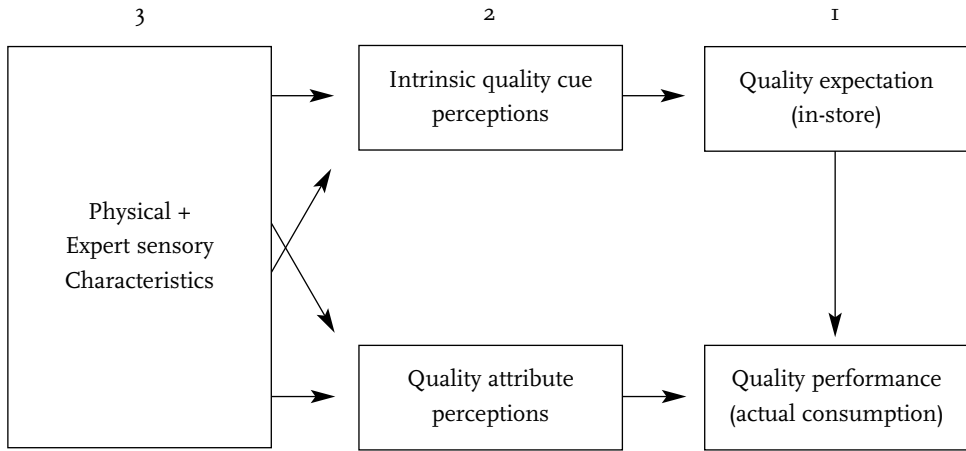 3
2
1
Physical +
Expert sensory
Characteristics
Intrinsic quality cue
perceptions
Quality expectation
(in-store)
Quality attribute
perceptions
Quality performance
(actual consumption)